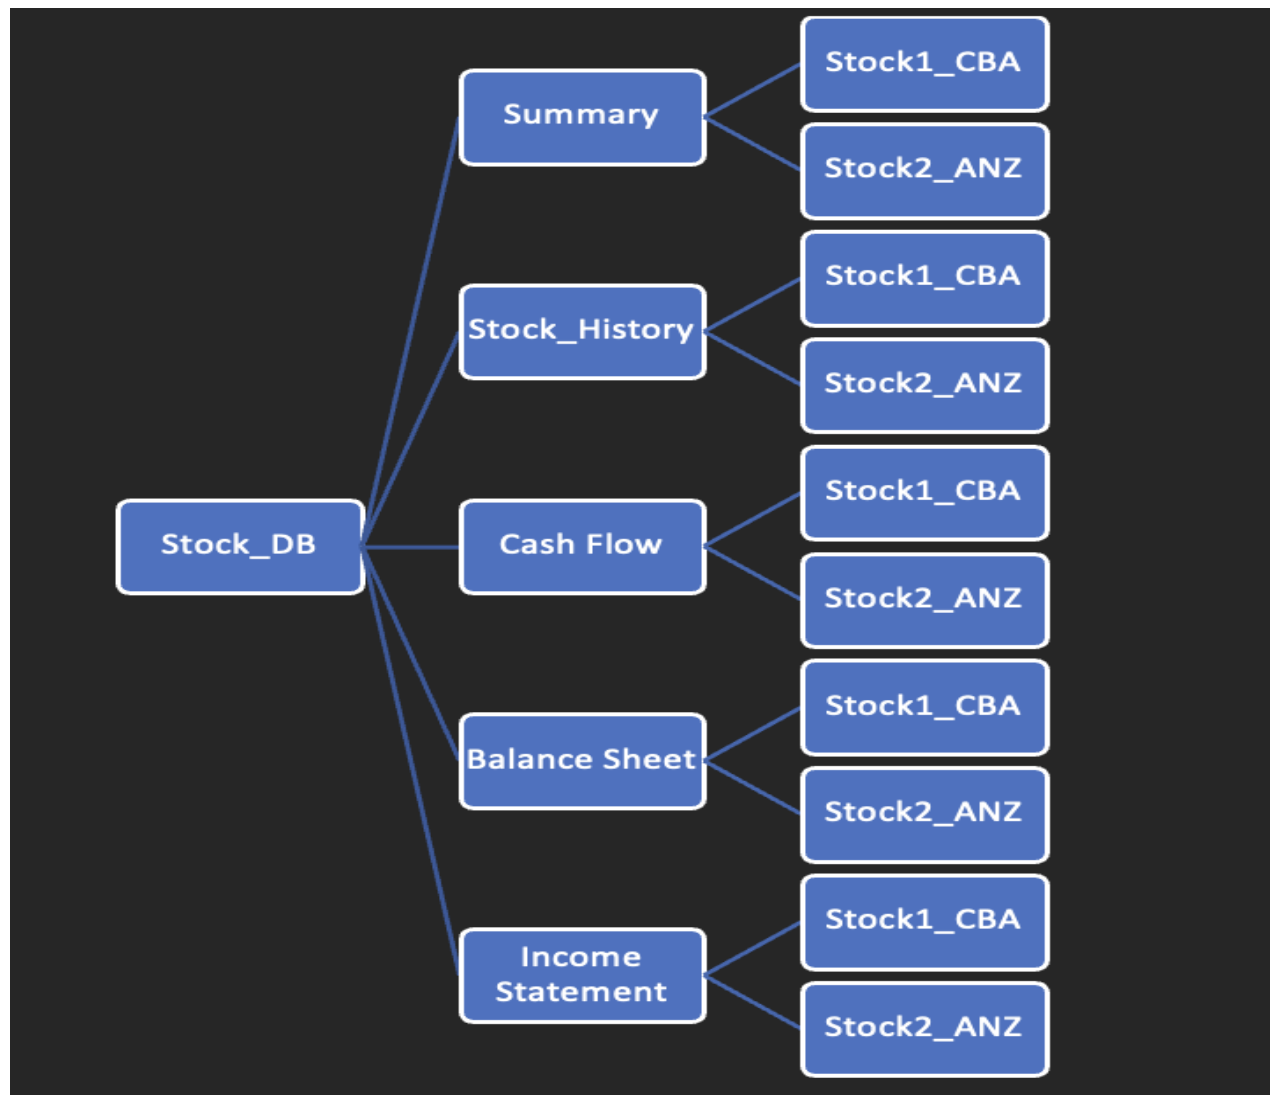 Stock_DB
Summary
Stock1_CBA
Stock2_ANZ
Stock_History
Stock1_CBA
Stock2_ANZ
Cash Flow
Stock1_CBA
Stock2_ANZ
Balance Sheet
Stock1_CBA
Stock2_ANZ
Income
Statement
Stock1_CBA
Stock2_ANZ